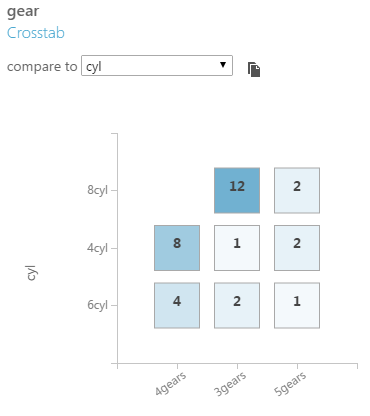 gear
Crosstab
compare to cyl
8cyl 12 2
4cyl 8 1 2
cyl
6cyl 4 2 1
4gears 3gears 5gears